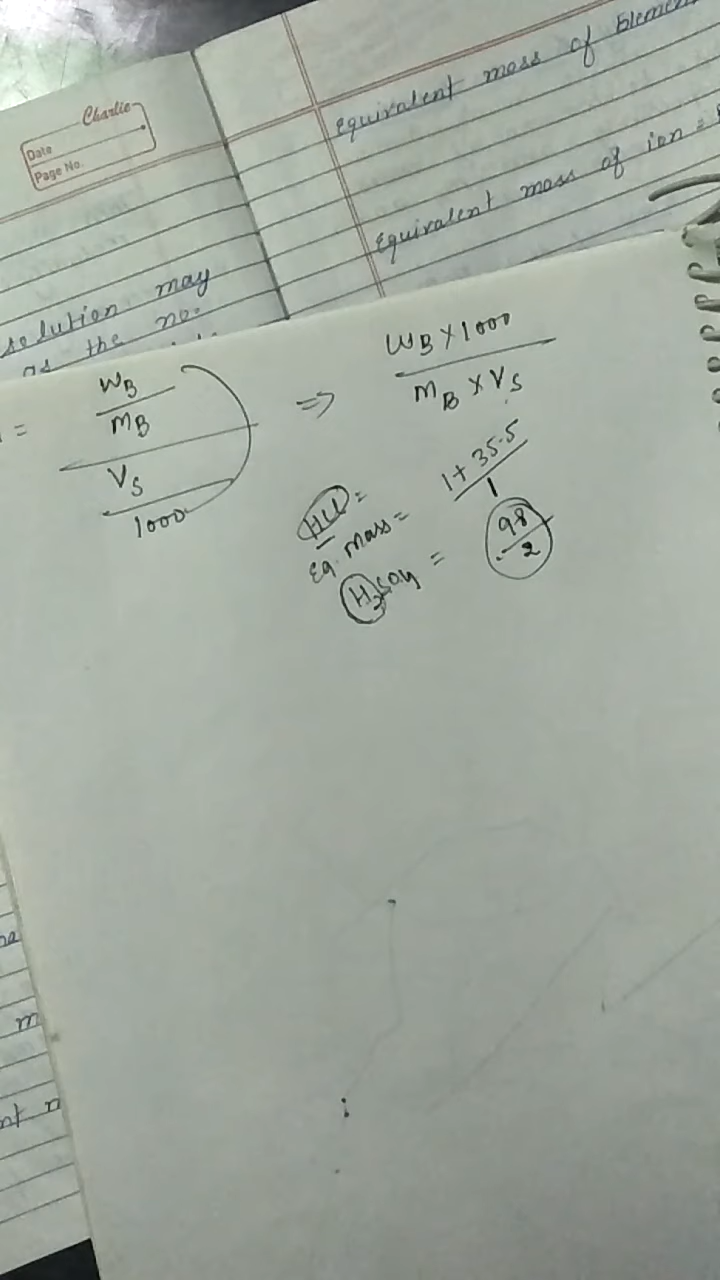 Charlie
Date
Page No.
Equivalent mass of
Equivalent mass of ion =
solution may
as the no.
= WB
mB
VS
1000
=> WB X 1000
mB X VS
HCl =
Eq. mass = 1 + 35.5
1
H2SO4 = 98
2
m